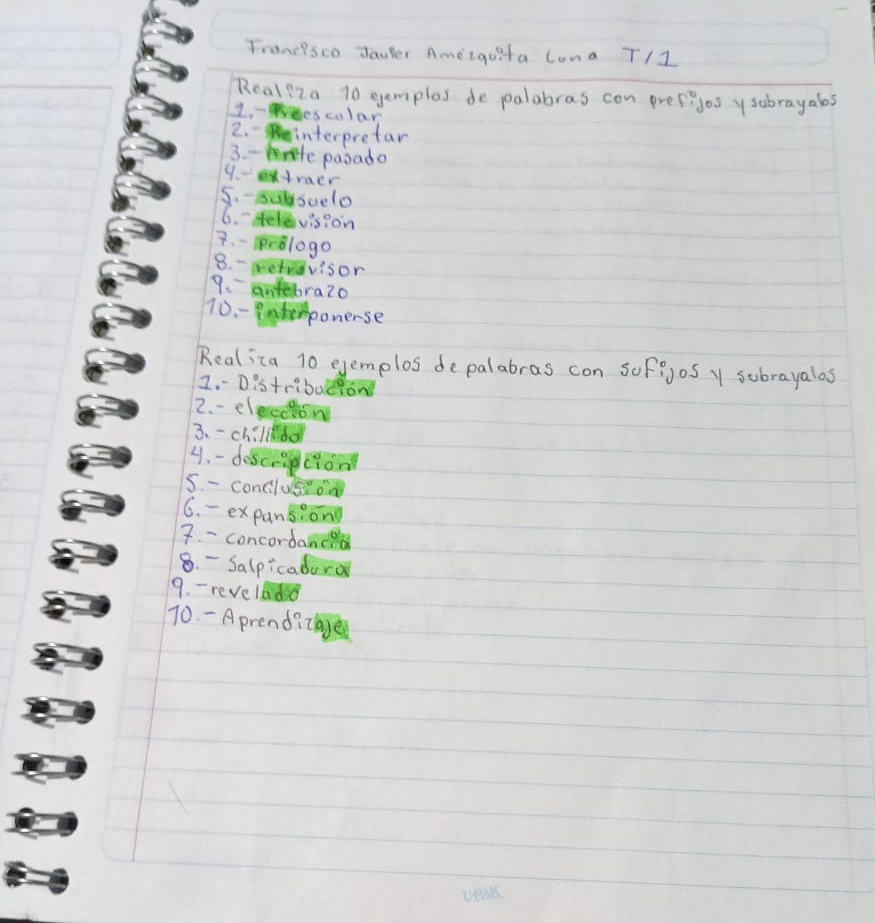 Francisco Javier Amézquita Luna T/1
Realiza 10 ejemplos de palabras con prefijos y subrayalos
1.- Preescolar
2.- Reinterpretar
3.- Antepasado
4.- extraer
5.- subsuelo
6.- television
7.- prólogo
8.- retrovisor
9.- antebrazo
10.- interponerse
Realiza 10 ejemplos de palabras con sufijos y subrayalos
1.- Distribución
2.- elección
3.- chillido
4.- descripción
5.- conclusión
6.- expansión
7.- concordancia
8.- Salpicadura
9.- revelado
10.- Aprendizaje